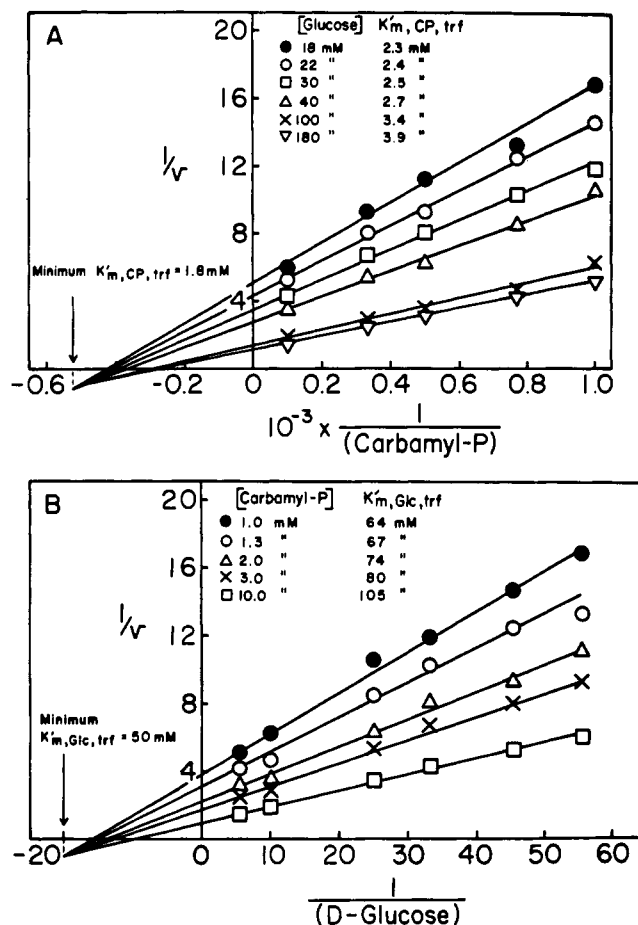 A
20
16
12
8
4
1/v
[Glucose] K'm, CP, trf
● 18 mM 2.3 mM
○ 22 " 2.4 "
□ 30 " 2.5 "
△ 40 " 2.7 "
× 100 " 3.4 "
▽ 180 " 3.9 "
Minimum K'm,CP,trf = 1.8mM
-0.6 -0.2 0 0.2 0.4 0.6 0.8 1.0
10⁻³ × 1/(Carbamyl-P)
B
20
16
12
8
4
1/v
[Carbamyl-P] K'm,Glc,trf
● 1.0 mM 64 mM
○ 1.3 " 67 "
△ 2.0 " 74 "
× 3.0 " 80 "
□ 10.0 " 105 "
Minimum
K'm,Glc,trf = 50mM
-20 0 10 20 30 40 50 60
1/(D-Glucose)